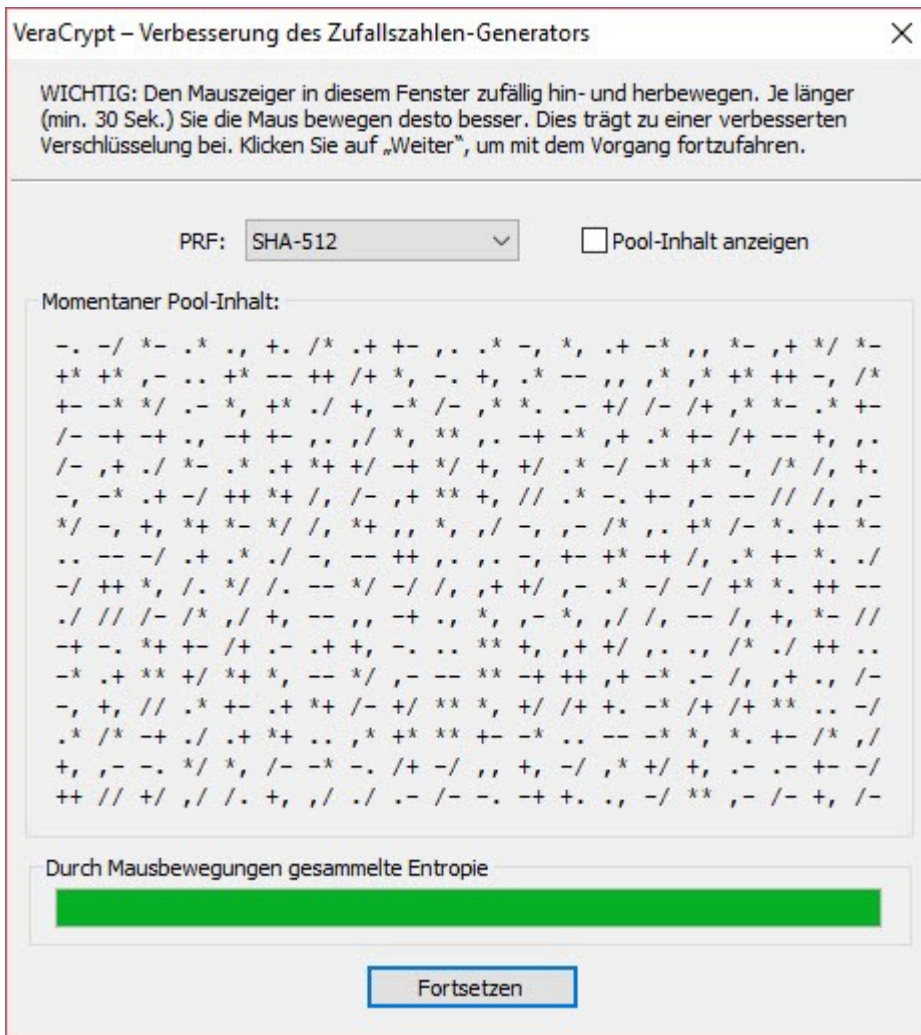 VeraCrypt – Verbesserung des Zufallszahlen-Generators
WICHTIG: Den Mauszeiger in diesem Fenster zufällig hin- und herbewegen. Je länger
(min. 30 Sek.) Sie die Maus bewegen desto besser. Dies trägt zu einer verbesserten
Verschlüsselung bei. Klicken Sie auf „Weiter“, um mit dem Vorgang fortzufahren.
PRF: SHA-512 Pool-Inhalt anzeigen
Momentaner Pool-Inhalt:
-. -/ *- .* ., +. /* .+ +- ,. .* -, *, .+ -* ,, *- ,+ */ *-
+* +* ,- .. +* -- ++ /+ *, -. +, .* -- ,, ,* ,* +* ++ -, /*
+- -* */ .- *, +* ./ +, -* /- ,* *. .- +/ /- /+ ,* *- .* +-
/- -+ -+ ., -+ +- ,. ,/ *, ** ,. -+ -* ,+ .* +- /+ -- +, ,.
/- ,+ ./ *- .* .+ *+ +/ -+ */ +, +/ .* -/ -* +* -, /* /, +.
-, -* .+ -/ ++ *+ /, /- ,+ ** +, // .* -. +- ,- -- // /, ,-
*/ -, +, *+ *- */ /, *+ ,, *, ,/ -, ,- /* ,. +* /- *. +- *-
.. -- -/ .+ .* ./ -, -- ++ ,. ,. -, +- +* -+ /, .* +- *. ./
-/ ++ *, /. */ /. -- */ -/ /, ,+ +/ ,- .* -/ -/ +* *. ++ --
./ // /- /* ,/ +, -- ,, -+ ., *, ,- *, ,/ /, -- /, +, *- //
-+ -. *+ +- /+ .- .+ +, -. .. ** +, ,+ +/ ,. ., /* ./ ++ ..
-* .+ ** +/ *+ *, -- */ ,- -- ** -+ ++ ,+ -* .- /, ,+ ., /-
-, +, // .* +- .+ *+ /- +/ ** *, +/ /+ +. -* /+ /+ ** .. -/
.* /* -+ ./ .+ *+ .. ,* +* ** +- -* .. -- -* *, *. +- /* ,/
+, ,- -. */ *, /- -* -. /+ -/ ,, +, -/ ,* +/ +, .- .- +- -/
++ // +/ ,/ /. +, ,/ ./ .- /- -. -+ +. ., -/ ** ,- /- +, /-
Durch Mausbewegungen gesammelte Entropie
Fortsetzen